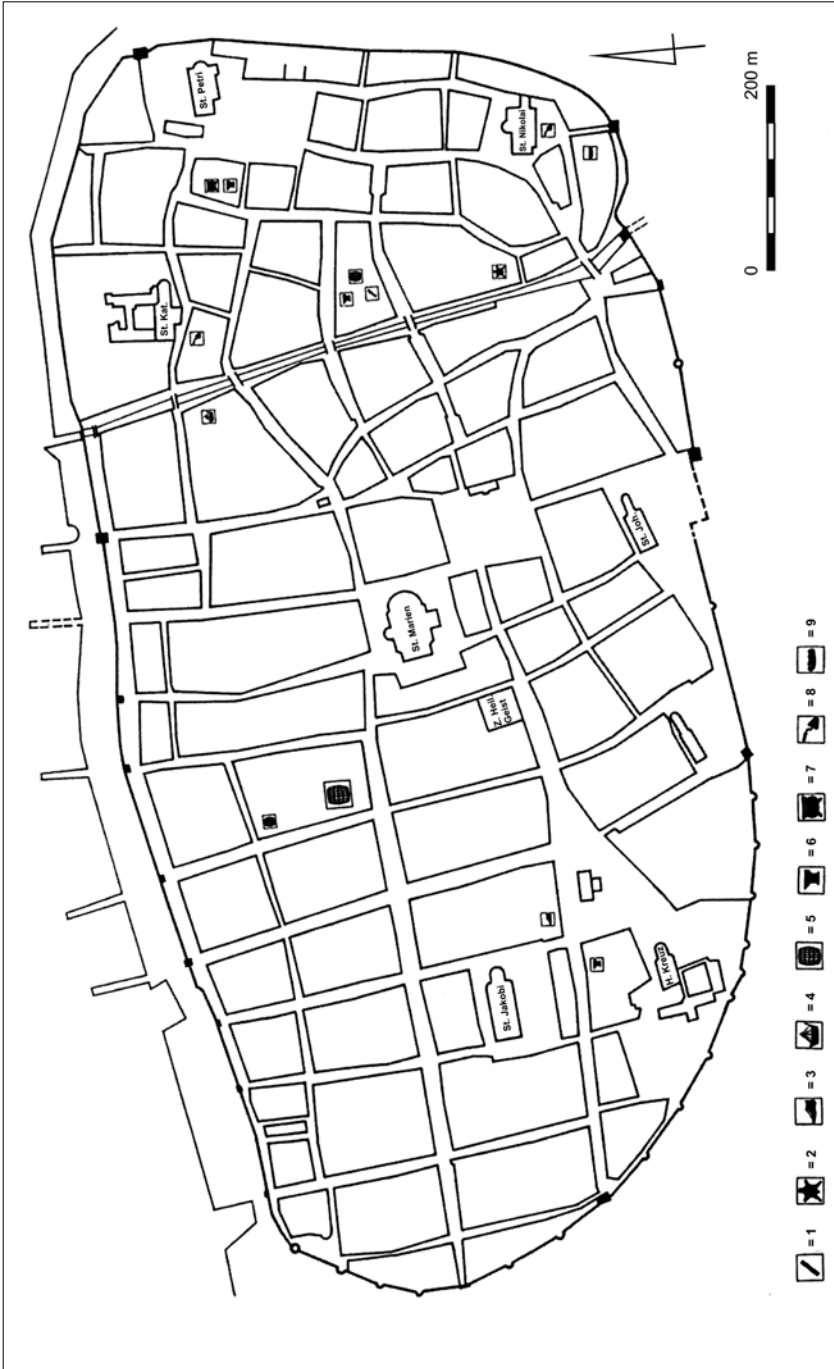 St. Petri
St. Kat.
St. Nikolai
St. Marien
St. Joh.
Z. Heil.
Geist
St. Jakobi
H. Kreuz
0 200 m
= 1
= 2
= 3
= 4
= 5
= 6
= 7
= 8
= 9